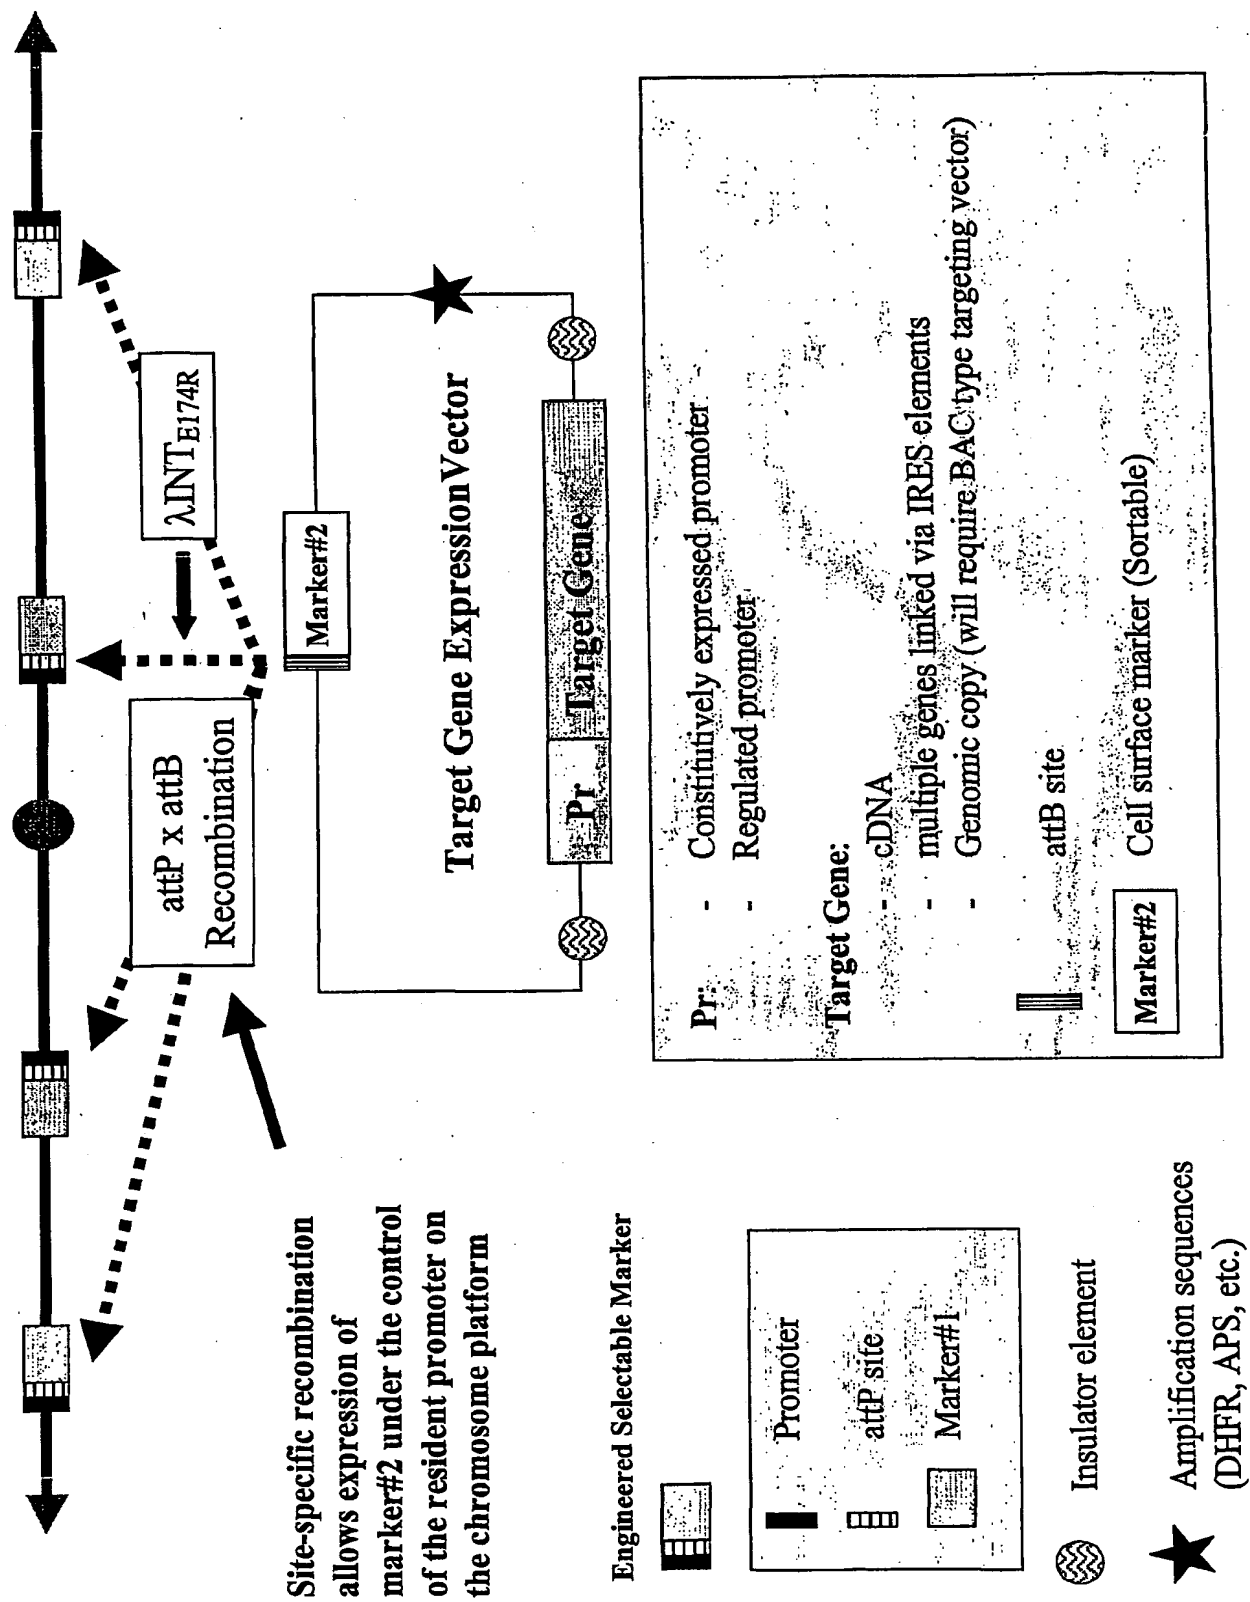 attP x attB
Recombination
λINTE174R
Marker#2
Target Gene Expression Vector
Pr
Target Gene
Site-specific recombination
allows expression of
marker#2 under the control
of the resident promoter on
the chromosome platform
Engineered Selectable Marker
Promoter
attP site
Marker#1
Insulator element
Amplification sequences
(DHFR, APS, etc.)
Pr: - Constitutively expressed promoter
- Regulated promoter
Target Gene:
- cDNA
- multiple genes linked via IRES elements
- Genomic copy (will require BAC type targeting vector)
attB site
Marker#2 Cell surface marker (Sortable)